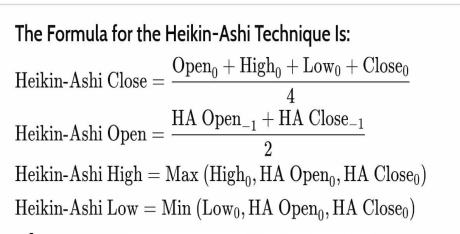 The Formula for the Heikin-Ashi Technique Is:
Heikin-Ashi Close = (Open₀ + High₀ + Low₀ + Close₀) / 4
Heikin-Ashi Open = (HA Open₋₁ + HA Close₋₁) / 2
Heikin-Ashi High = Max (High₀, HA Open₀, HA Close₀)
Heikin-Ashi Low = Min (Low₀, HA Open₀, HA Close₀)